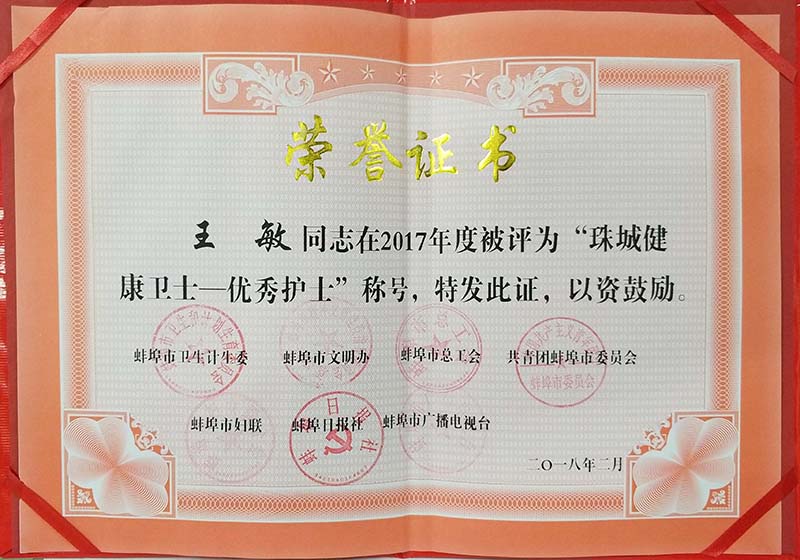 荣誉证书
王 敏 同志在2017年度被评为“珠城健
康卫士—优秀护士”称号，特发此证，以资鼓励。
蚌埠市卫生计生委 蚌埠市文明办 蚌埠市总工会 共青团蚌埠市委员会
蚌埠市妇联 蚌埠日报社 蚌埠市广播电视台
二〇一八年二月